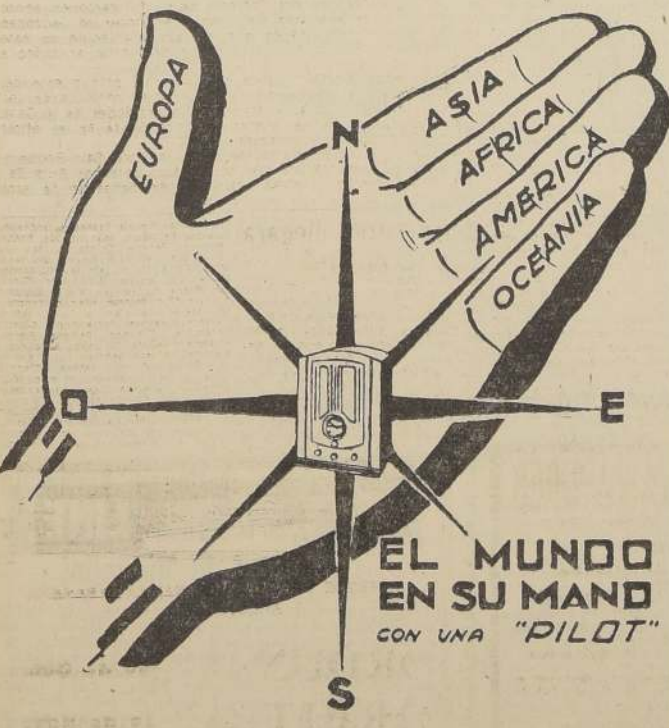 EUROPA
ASIA
AFRICA
AMERICA
OCEANIA
N
O
E
S
EL MUNDO
EN SU MANO
CON UNA "PILOT"